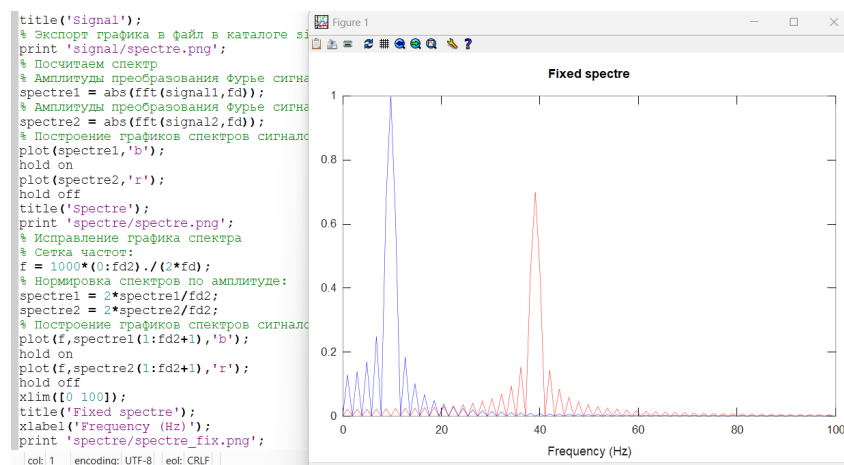 title('Signal');
% Экспорт графика в файл в каталоге
print 'signal/spectre.png';
% Посчитаем спектр
% Амплитуды преобразования Фурье
spectre1 = abs(fft(signal1,fd));
% Амплитуды преобразования Фурье
spectre2 = abs(fft(signal2,fd));
% Построение графиков спектров
plot(spectre1,'b');
hold on
plot(spectre2,'r');
hold off
title('Spectre');
print 'spectre/spectre.png';
% Исправление графика спектра
% Сетка частот:
f = 1000*(0:fd2)./(2*fd);
% Нормировка спектров по амплитуде:
spectre1 = 2*spectre1/fd2;
spectre2 = 2*spectre2/fd2;
% Построение графиков спектров
plot(f,spectre1(1:fd2+1),'b');
hold on
plot(f,spectre2(1:fd2+1),'r');
hold off
xlim([0 100]);
title('Fixed spectre');
xlabel('Frequency (Hz)');
print 'spectre/spectre_fix.png';
col: 1 encoding: UTF-8 eol: CRLF
Figure 1
Fixed spectre
1
0.8
0.6
0.4
0.2
0
0 20 40 60 80 100
Frequency (Hz)